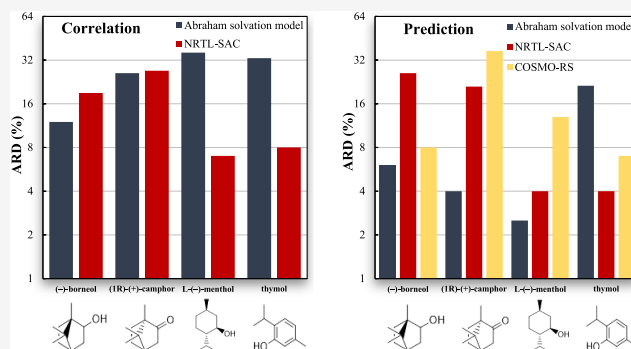 Correlation
Abraham solvation model
NRTL-SAC
ARD (%)
64
32
16
8
4
2
1
(−)-borneol
(1R)-(+)-camphor
L-(−)-menthol
thymol
OH
O
OH
HO
Prediction
Abraham solvation model
NRTL-SAC
COSMO-RS
ARD (%)
64
32
16
8
4
2
1
(−)-borneol
(1R)-(+)-camphor
L-(−)-menthol
thymol
OH
O
OH
HO